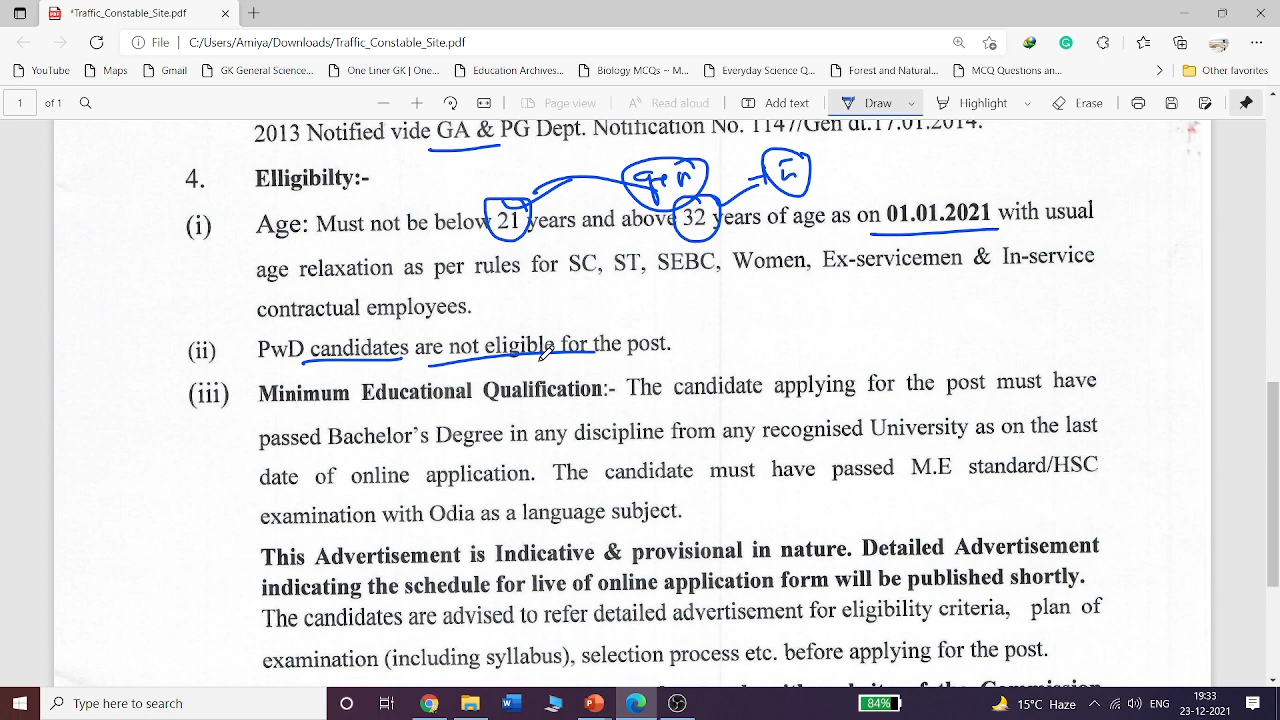 *Traffic_Constable_Site.pdf
File C:/Users/Amiya/Downloads/Traffic_Constable_Site.pdf
YouTube Maps Gmail GK General Science... One Liner GK | One... Education Archives... Biology MCQs ~ M... Everyday Science Q... Forest and Natural... MCQ Questions an... Other favorites
1 of 1 Page view Read aloud Add text Draw Highlight Erase
2013 Notified vide GA & PG Dept. Notification No. 1147/Gen dt.17.01.2014.
4. Elligibilty:-
(i) Age: Must not be below 21 years and above 32 years of age as on 01.01.2021 with usual
age relaxation as per rules for SC, ST, SEBC, Women, Ex-servicemen & In-service
contractual employees.
(ii) PwD candidates are not eligible for the post.
(iii) Minimum Educational Qualification:- The candidate applying for the post must have
passed Bachelor's Degree in any discipline from any recognised University as on the last
date of online application. The candidate must have passed M.E standard/HSC
examination with Odia as a language subject.
This Advertisement is Indicative & provisional in nature. Detailed Advertisement
indicating the schedule for live of online application form will be published shortly.
The candidates are advised to refer detailed advertisement for eligibility criteria, plan of
examination (including syllabus), selection process etc. before applying for the post.
Type here to search 84% 15°C Haze ENG 19:33
23-12-2021